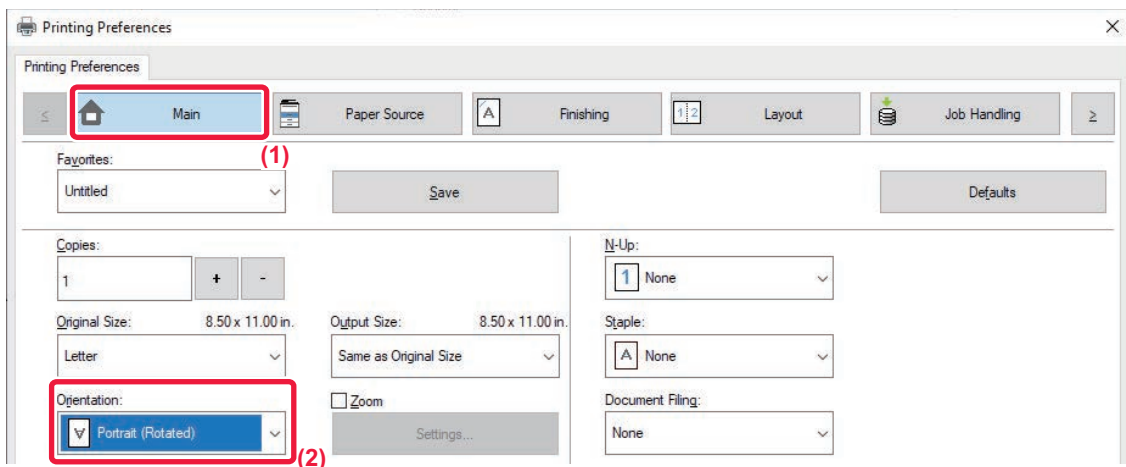 Printing Preferences
Printing Preferences
≤ Main Paper Source A Finishing 1 2 Layout Job Handling ≥
(1)
Favorites:
Untitled Save Defaults
Copies: N-Up:
1 + - 1 None
Original Size: 8.50 x 11.00 in. Output Size: 8.50 x 11.00 in. Staple:
Letter Same as Original Size A None
Orientation: Zoom Document Filing:
A Portrait (Rotated) Settings... None
(2)